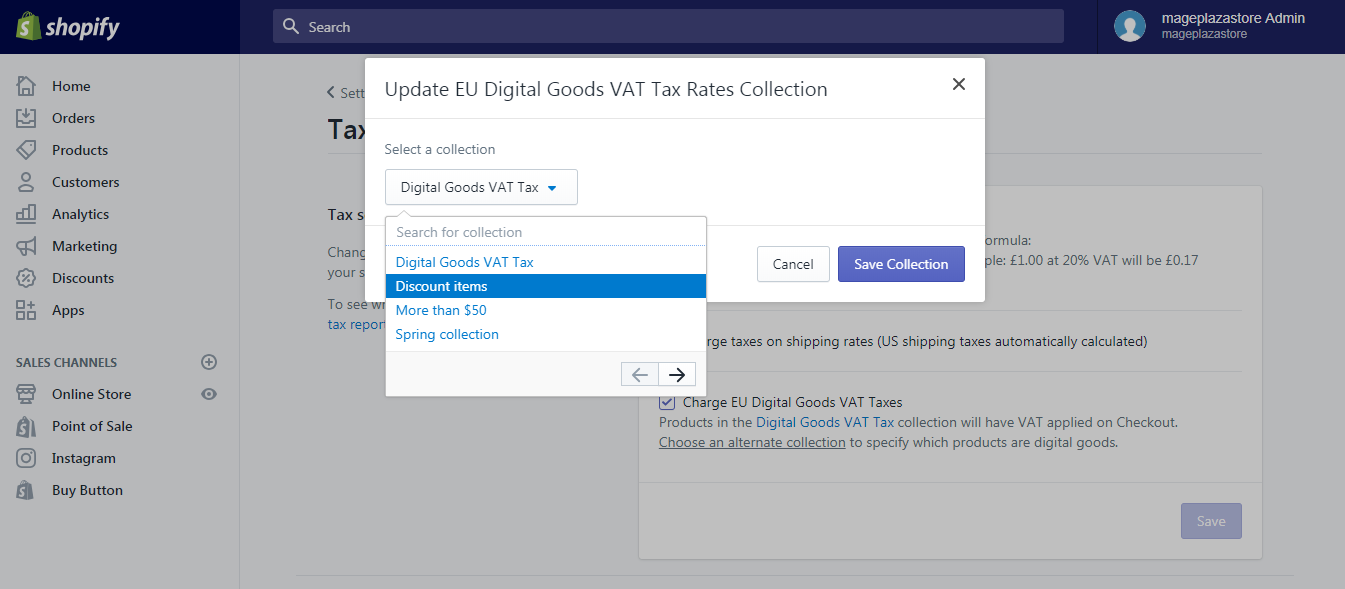 shopify
Search
mageplazastore Admin
mageplazastore
Home
Orders
Products
Customers
Analytics
Marketing
Discounts
Apps
SALES CHANNELS
Online Store
Point of Sale
Instagram
Buy Button
Sett
Tax
Tax s
Chang
your s
To see w
tax report
Update EU Digital Goods VAT Tax Rates Collection
Select a collection
Digital Goods VAT Tax
Search for collection
Digital Goods VAT Tax
Discount items
More than $50
Spring collection
Cancel
Save Collection
ormula:
ple: £1.00 at 20% VAT will be £0.17
rge taxes on shipping rates (US shipping taxes automatically calculated)
Charge EU Digital Goods VAT Taxes
Products in the Digital Goods VAT Tax collection will have VAT applied on Checkout.
Choose an alternate collection to specify which products are digital goods.
Save